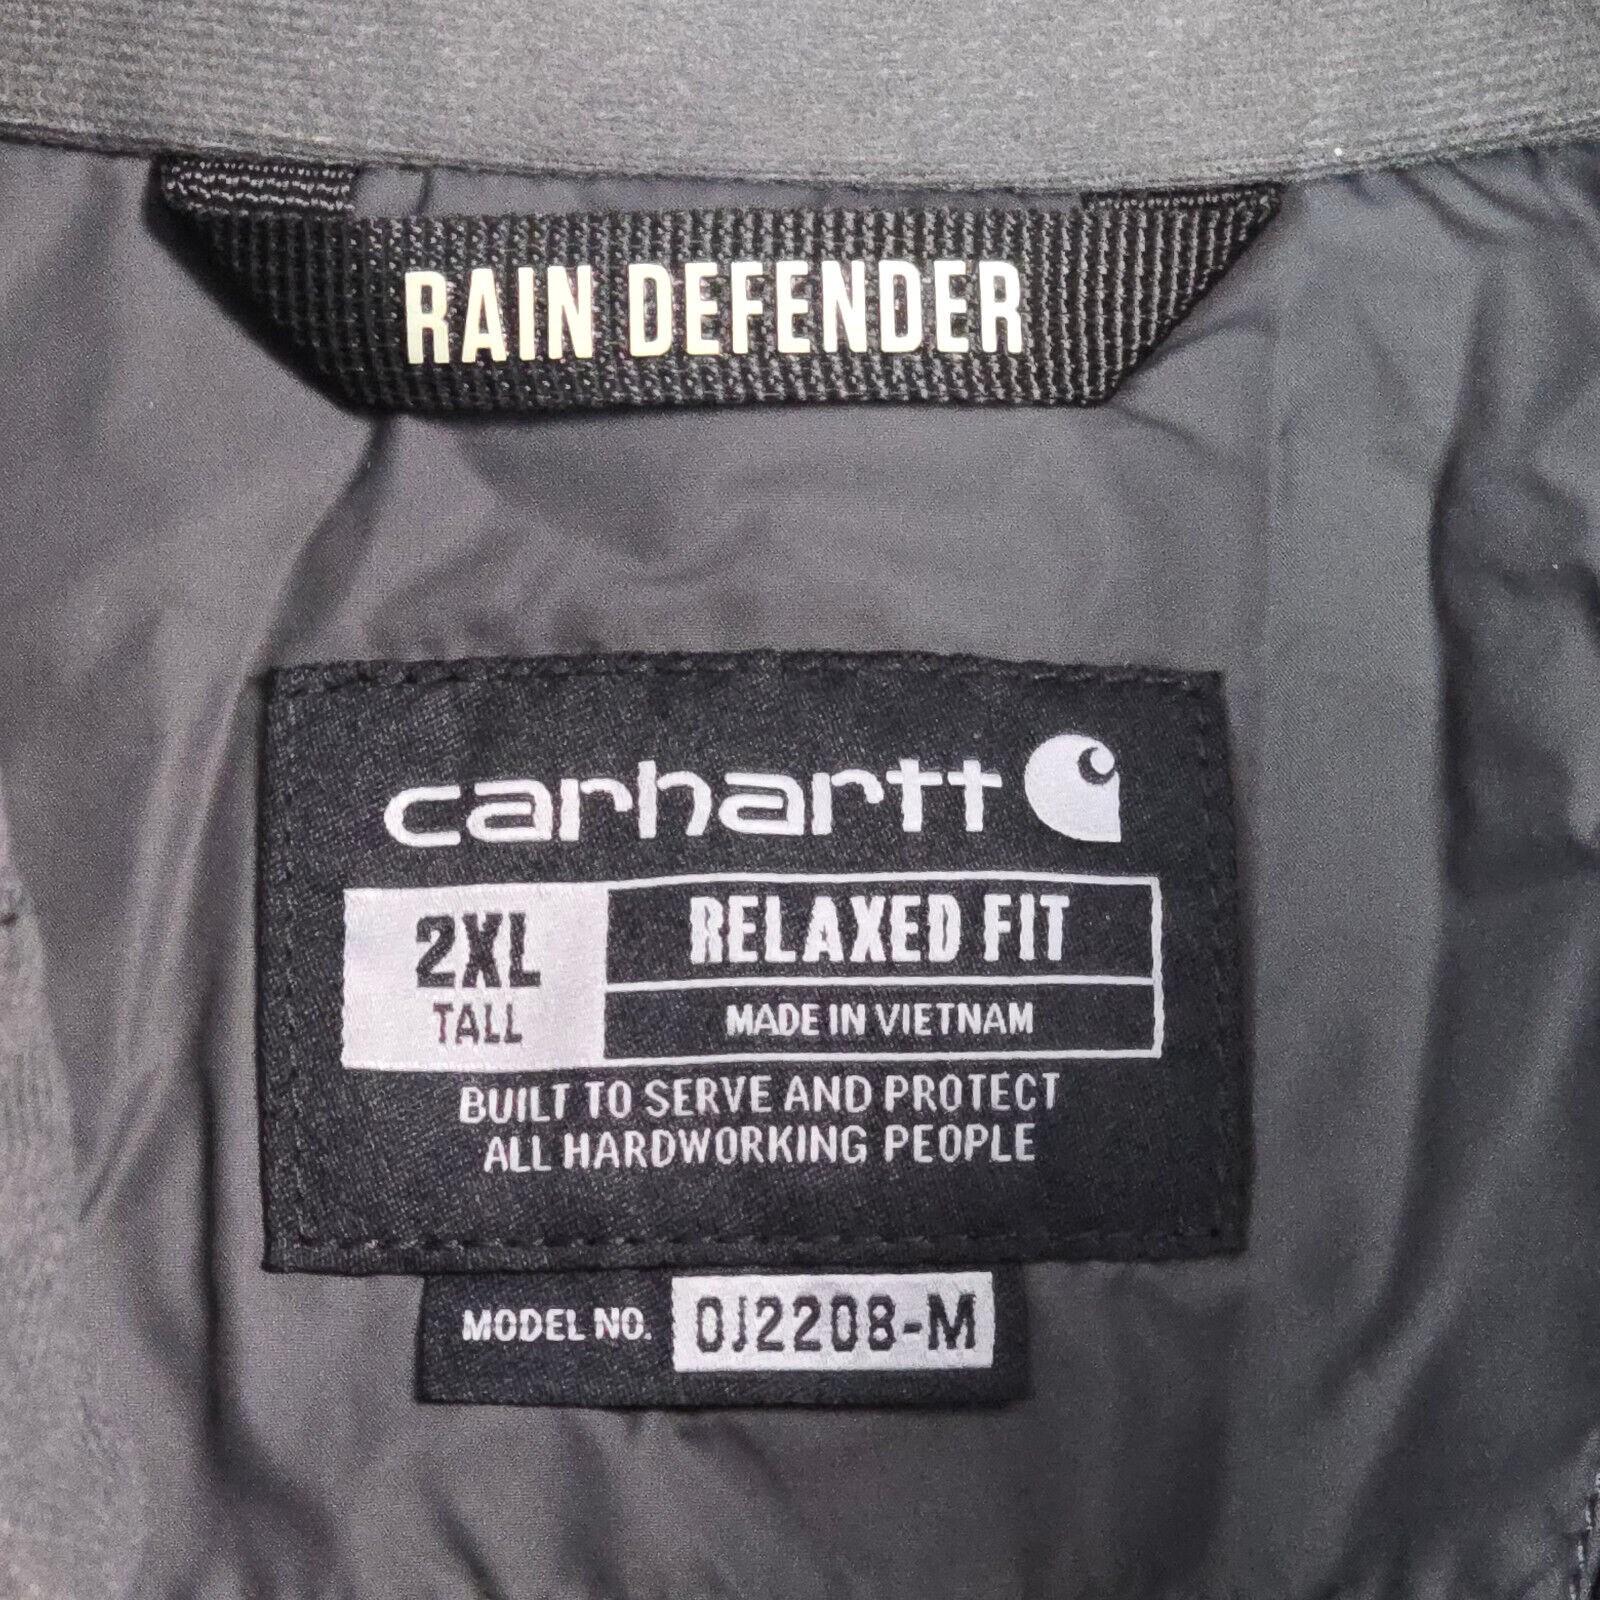 RAIN DEFENDER
carhartt
2XL
TALL
RELAXED FIT
MADE IN VIETNAM
BUILT TO SERVE AND PROTECT
ALL HARDWORKING PEOPLE
MODEL NO. OJ2208-M